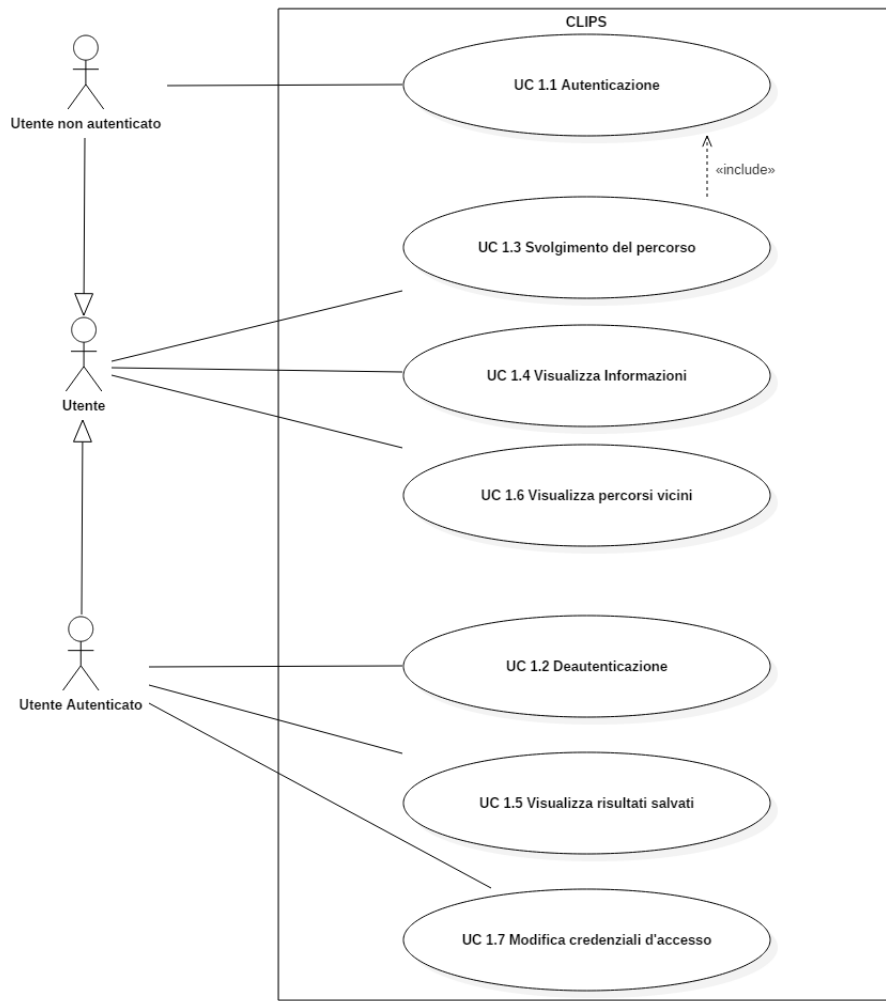 CLIPS
UC 1.1 Autenticazione
Utente non autenticato
«include»
UC 1.3 Svolgimento del percorso
UC 1.4 Visualizza Informazioni
Utente
UC 1.6 Visualizza percorsi vicini
UC 1.2 Deautenticazione
Utente Autenticato
UC 1.5 Visualizza risultati salvati
UC 1.7 Modifica credenziali d'accesso